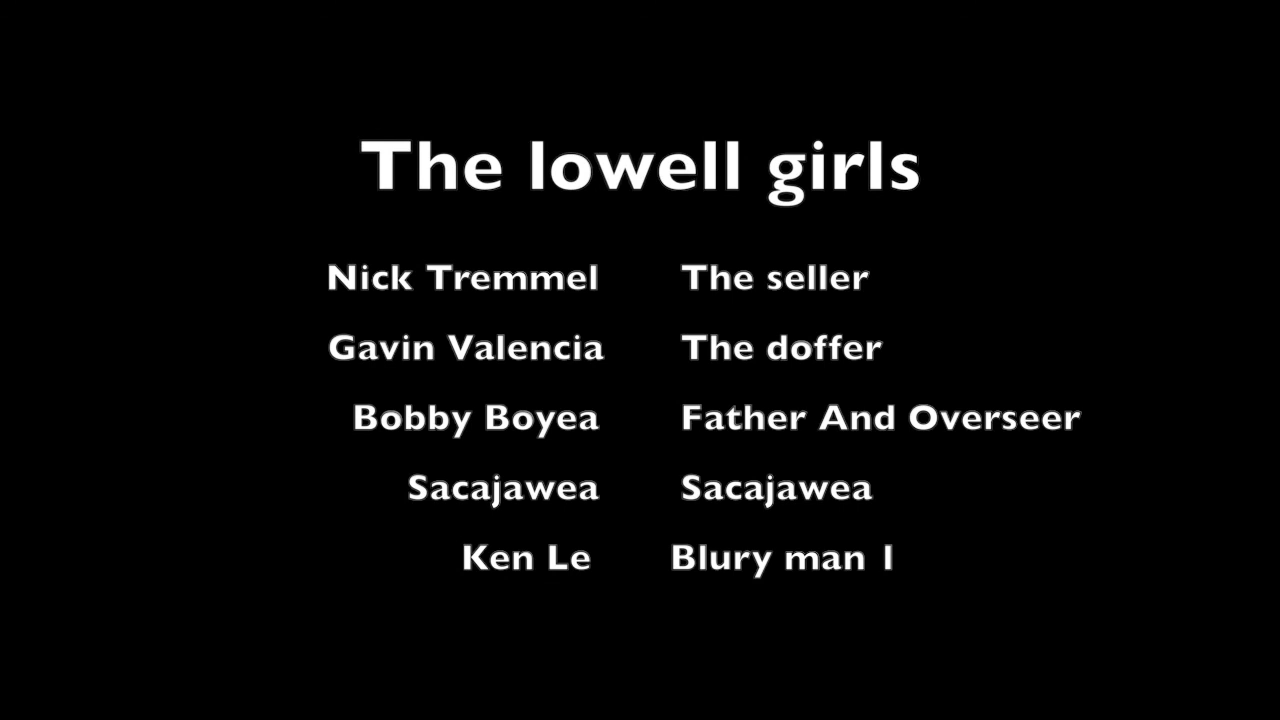 The lowell girls
Nick Tremmel The seller
Gavin Valencia The doffer
Bobby Boyea Father And Overseer
Sacajawea Sacajawea
Ken Le Blury man 1